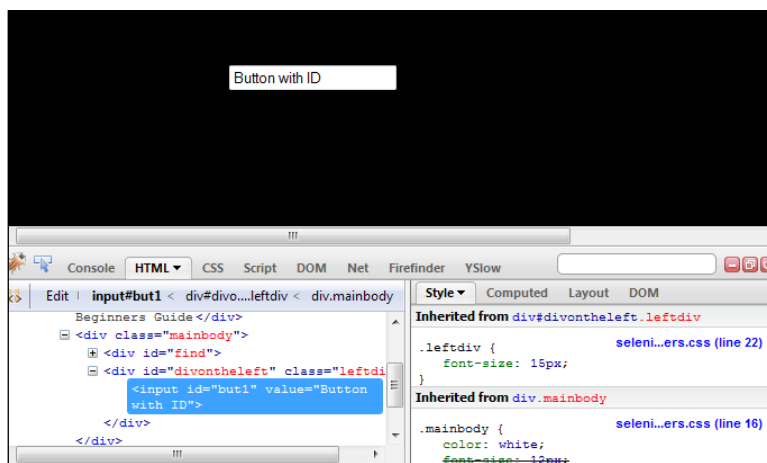 Button with ID
Console HTML CSS Script DOM Net Firefinder YSlow
Edit input#but1 < div#divo....leftdiv < div.mainbody
Beginners Guide</div>
<div class="mainbody">
<div id="find">
<div id="divontheleft" class="leftdi
<input id="but1" value="Button
with ID">
</div>
</div>
Style Computed Layout DOM
Inherited from div#divontheleft.leftdiv
.leftdiv { seleni...ers.css (line 22)
font-size: 15px;
}
Inherited from div.mainbody
.mainbody { seleni...ers.css (line 16)
color: white;
font-size: 12px;